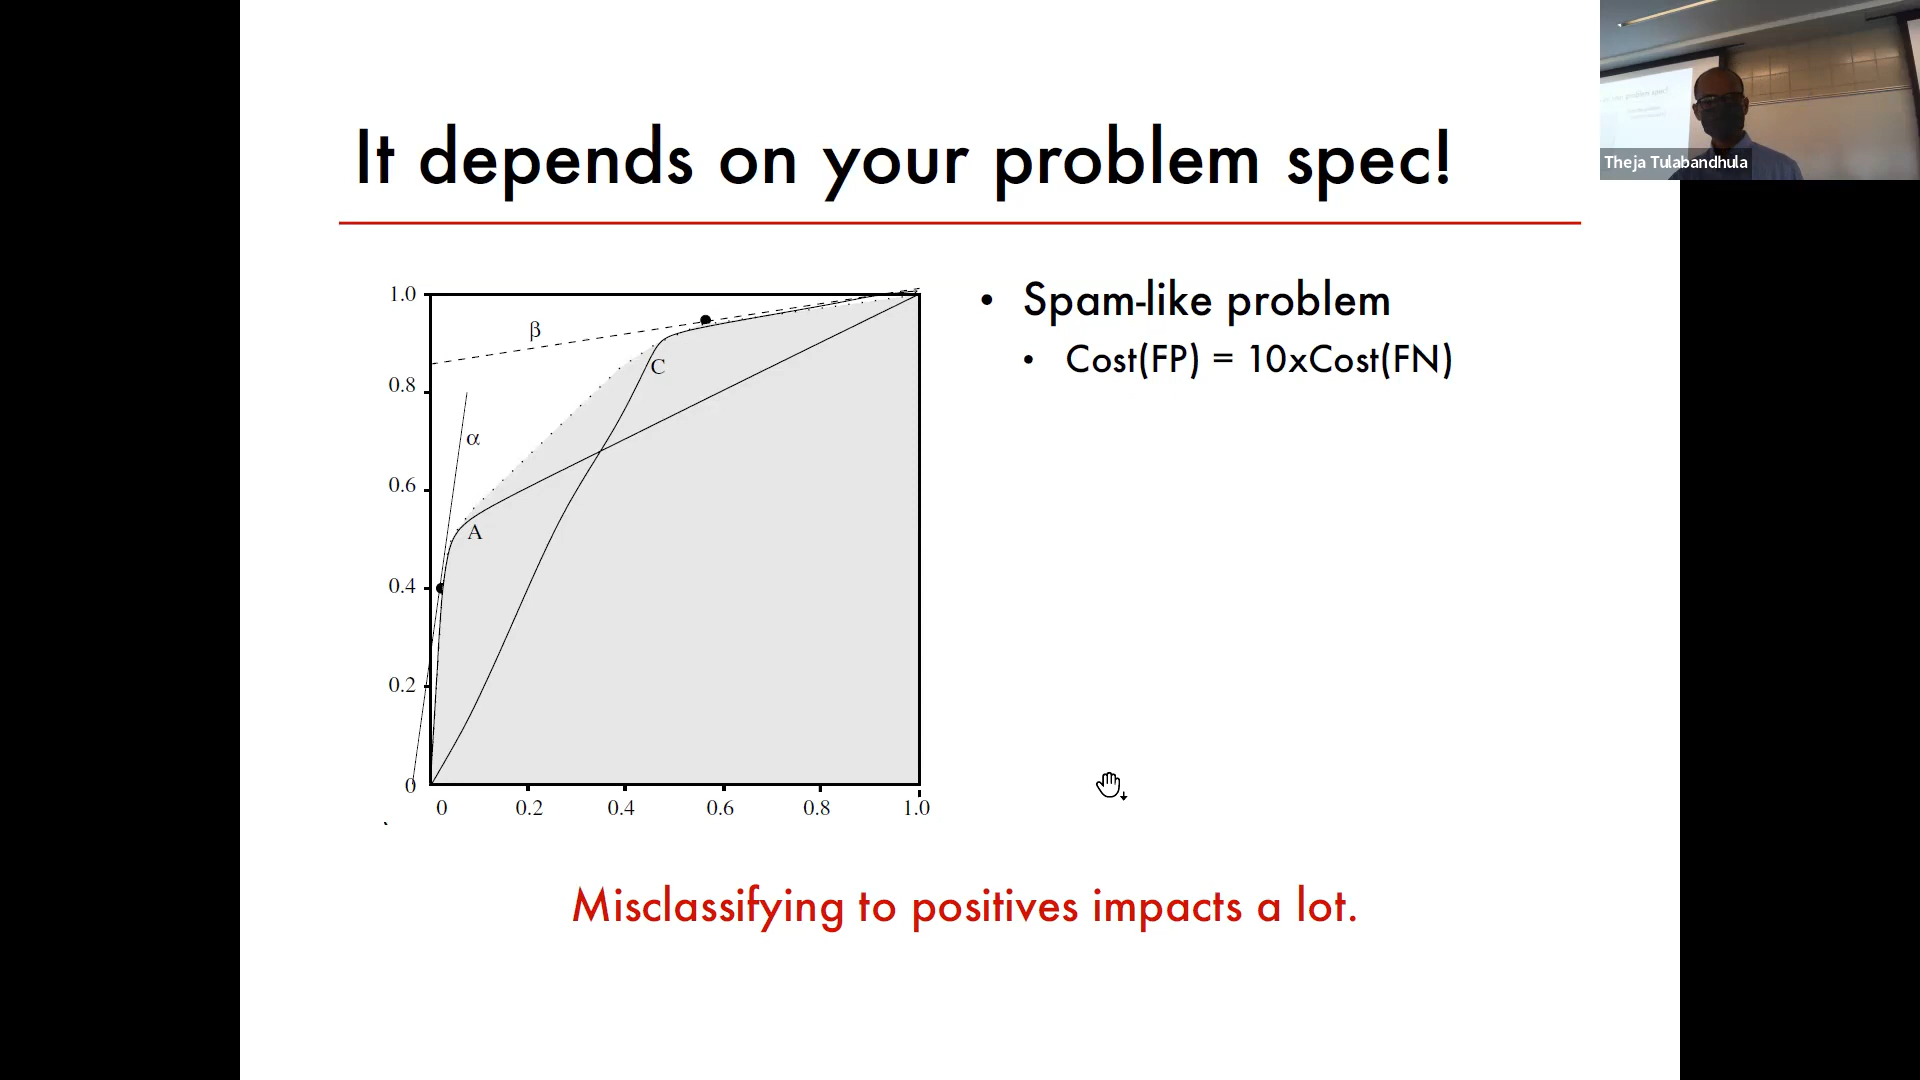 It depends on your problem spec!
Theja Tulabandhula
• Spam-like problem
• Cost(FP) = 10xCost(FN)
1.0
β
C
0.8
α
0.6
A
0.4
0.2
0
0 0.2 0.4 0.6 0.8 1.0
Misclassifying to positives impacts a lot.